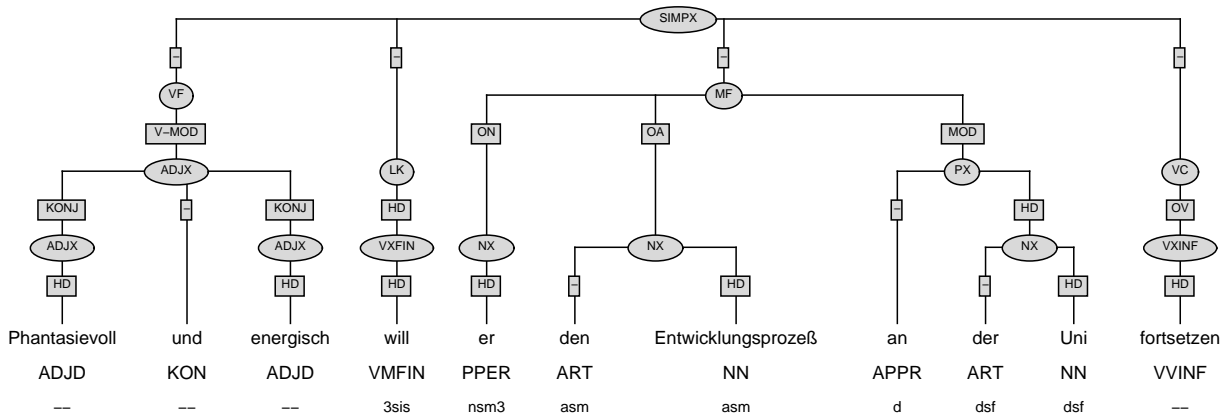 SIMPX
– – – –
VF MF
V–MOD ON OA MOD
ADJX LK PX VC
KONJ – KONJ HD – HD OV
ADJX ADJX VXFIN NX NX NX VXINF
HD HD HD HD – HD – HD HD
Phantasievoll und energisch will er den Entwicklungsprozeß an der Uni fortsetzen
ADJD KON ADJD VMFIN PPER ART NN APPR ART NN VVINF
–– –– –– 3sis nsm3 asm asm d dsf dsf ––